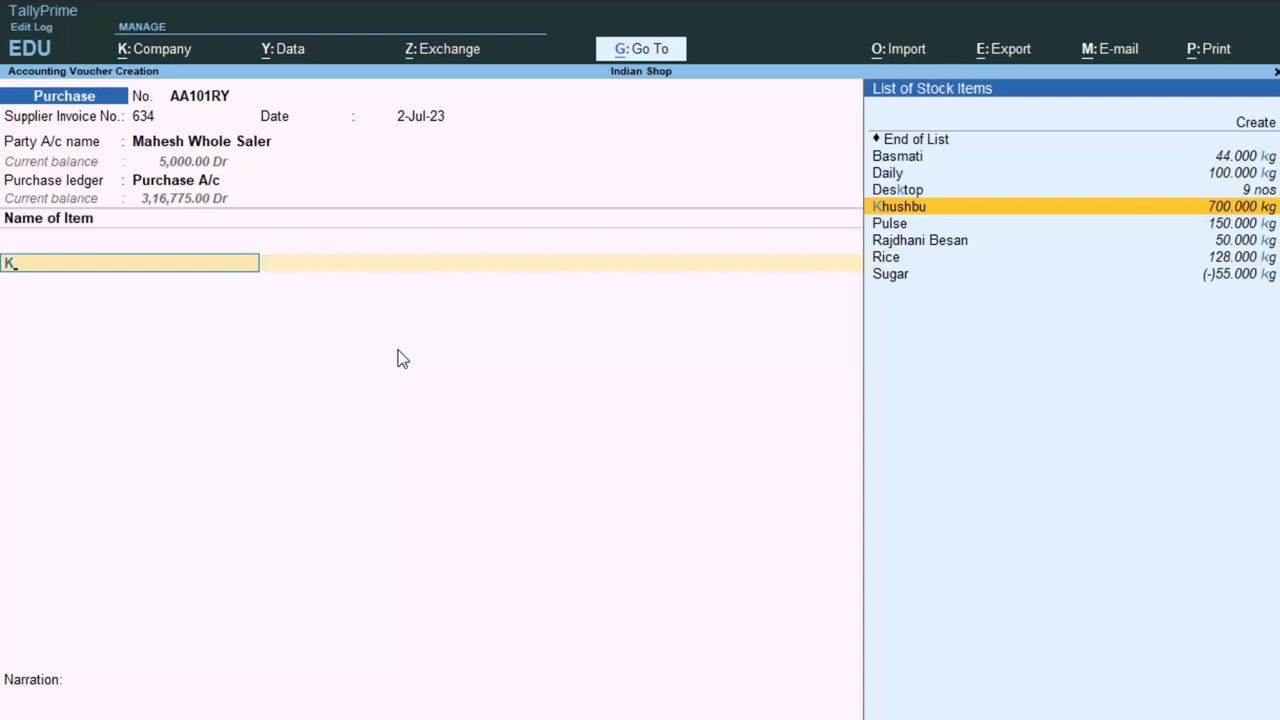 TallyPrime
Edit Log
MANAGE
EDU
K: Company Y: Data Z: Exchange G: Go To O: Import E: Export M: E-mail P: Print
Accounting Voucher Creation Indian Shop
Purchase No. AA101RY
Supplier Invoice No.: 634 Date : 2-Jul-23
Party A/c name : Mahesh Whole Saler
Current balance : 5,000.00 Dr
Purchase ledger : Purchase A/c
Current balance : 3,16,775.00 Dr
Name of Item
K
Narration:
List of Stock Items
Create
♦ End of List
Basmati 44.000 kg
Daily 100.000 kg
Desktop 9 nos
Khushbu 700.000 kg
Pulse 150.000 kg
Rajdhani Besan 50.000 kg
Rice 128.000 kg
Sugar (-)55.000 kg